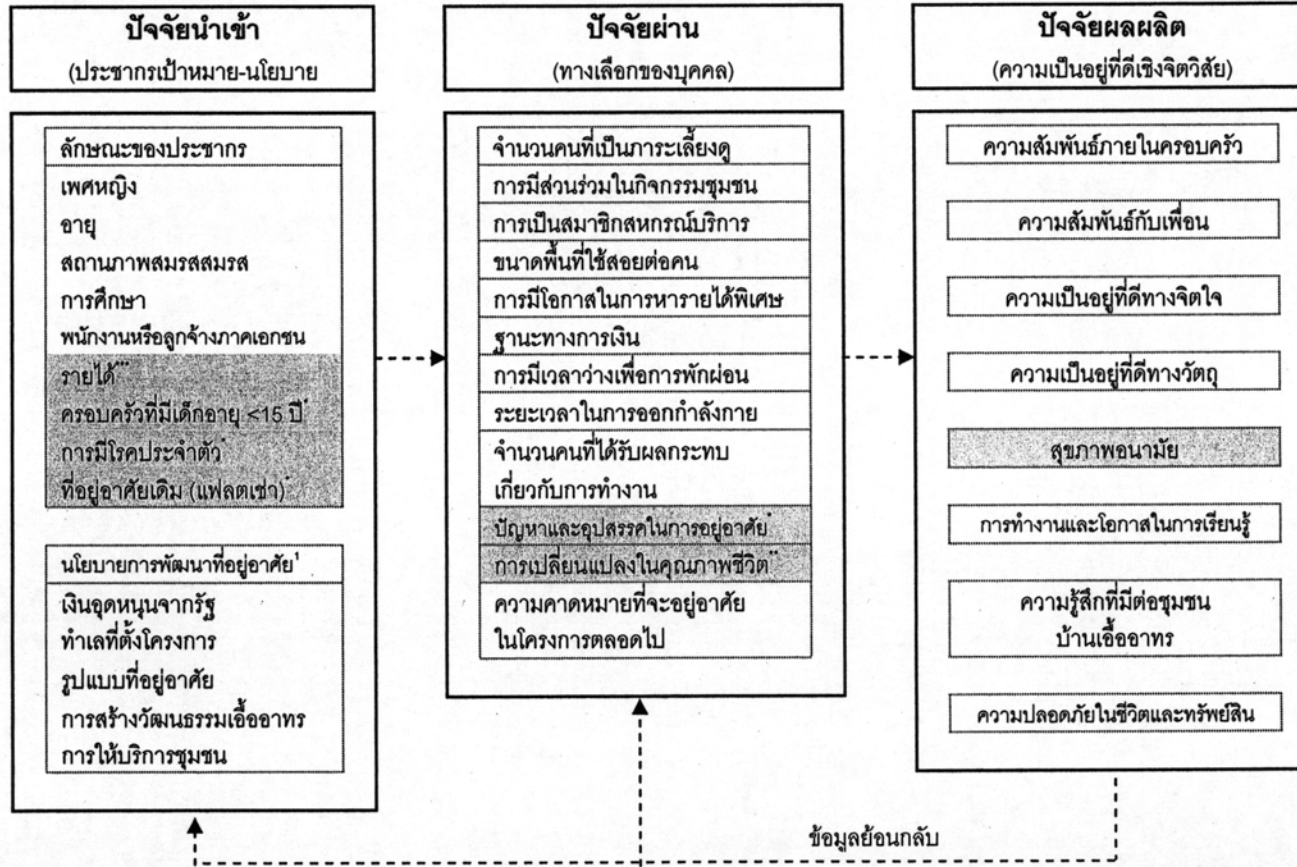 ปัจจัยนำเข้า
(ประชากรเป้าหมาย-นโยบาย
ลักษณะของประชากร
เพศหญิง
อายุ
สถานภาพสมรสสมรส
การศึกษา
พนักงานหรือลูกจ้างภาคเอกชน
รายได้***
ครอบครัวที่มีเด็กอายุ <15 ปี*
การมีโรคประจำตัว*
ที่อยู่อาศัยเดิม (แฟลตเช่า)*
นโยบายการพัฒนาที่อยู่อาศัย¹
เงินอุดหนุนจากรัฐ
ทำเลที่ตั้งโครงการ
รูปแบบที่อยู่อาศัย
การสร้างวัฒนธรรมเอื้ออาทร
การให้บริการชุมชน
ปัจจัยผ่าน
(ทางเลือกของบุคคล)
จำนวนคนที่เป็นภาระเลี้ยงดู
การมีส่วนร่วมในกิจกรรมชุมชน
การเป็นสมาชิกสหกรณ์บริการ
ขนาดพื้นที่ใช้สอยต่อคน
การมีโอกาสในการหารายได้พิเศษ
ฐานะทางการเงิน
การมีเวลาว่างเพื่อการพักผ่อน
ระยะเวลาในการออกกำลังกาย
จำนวนคนที่ได้รับผลกระทบ
เกี่ยวกับการทำงาน
ปัญหาและอุปสรรคในการอยู่อาศัย*
การเปลี่ยนแปลงในคุณภาพชีวิต**
ความคาดหมายที่จะอยู่อาศัย
ในโครงการตลอดไป
ปัจจัยผลผลิต
(ความเป็นอยู่ที่ดีเชิงจิตวิสัย)
ความสัมพันธ์ภายในครอบครัว
ความสัมพันธ์กับเพื่อน
ความเป็นอยู่ที่ดีทางจิตใจ
ความเป็นอยู่ที่ดีทางวัตถุ
สุขภาพอนามัย
การทำงานและโอกาสในการเรียนรู้
ความรู้สึกที่มีต่อชุมชน
บ้านเอื้ออาทร
ความปลอดภัยในชีวิตและทรัพย์สิน
ข้อมูลย้อนกลับ